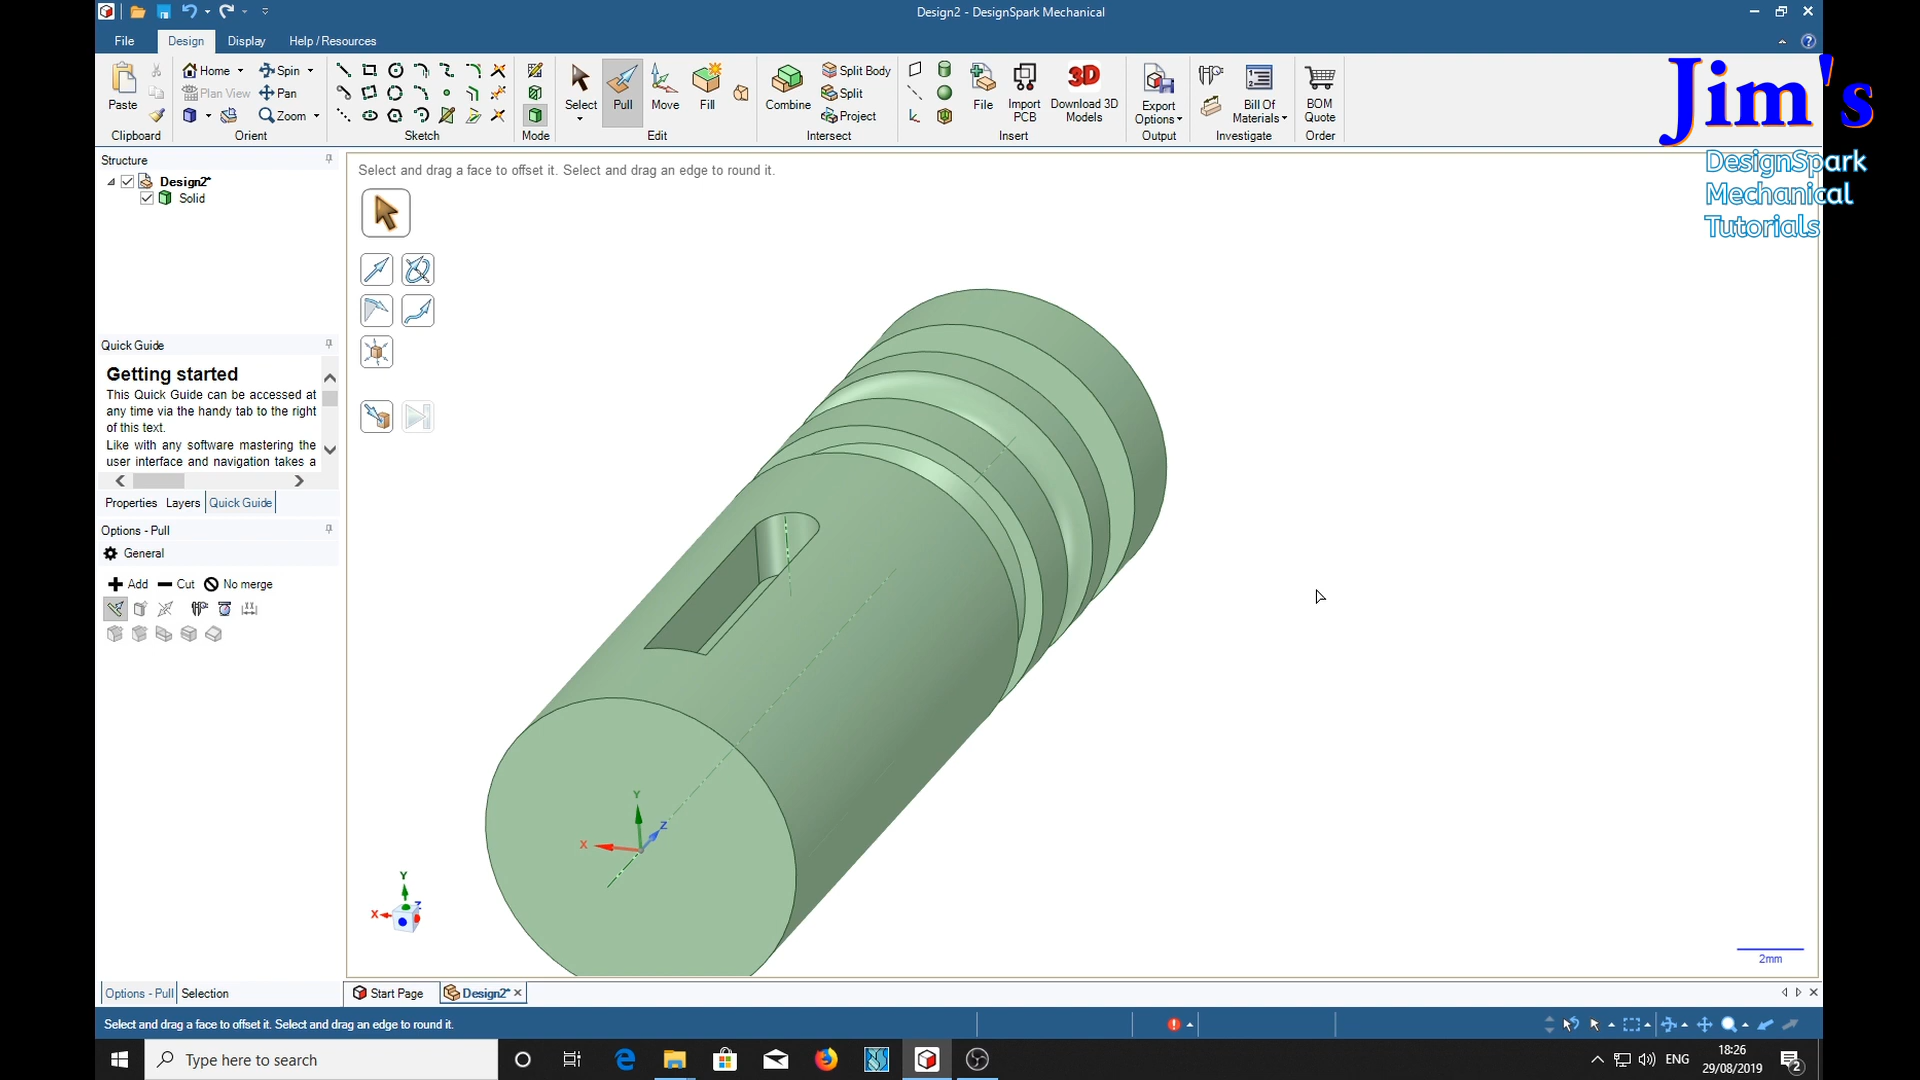 Design2 - DesignSpark Mechanical
File Design Display Help / Resources
Jim's
DesignSpark
Mechanical
Tutorials
Paste
Clipboard
Home Spin
Plan View Pan
Zoom
Orient
Sketch
Mode
Select Pull Move Fill
Edit
Combine
Split Body
Split
Project
Intersect
File
Import
PCB
Download 3D
Models
Insert
3D
Export
Options
Output
Bill Of
Materials
Investigate
BOM
Quote
Order
Structure
Design2*
Solid
Quick Guide
Getting started
This Quick Guide can be accessed at
any time via the handy tab to the right
of this text.
Like with any software mastering the
user interface and navigation takes a
Properties Layers Quick Guide
Options - Pull
General
Add Cut No merge
Options - Pull Selection
Select and drag a face to offset it. Select and drag an edge to round it.
Y
Z
X
Y
Z
X
2mm
Start Page Design2*
Select and drag a face to offset it. Select and drag an edge to round it.
Type here to search
ENG
18:26
29/08/2019
2